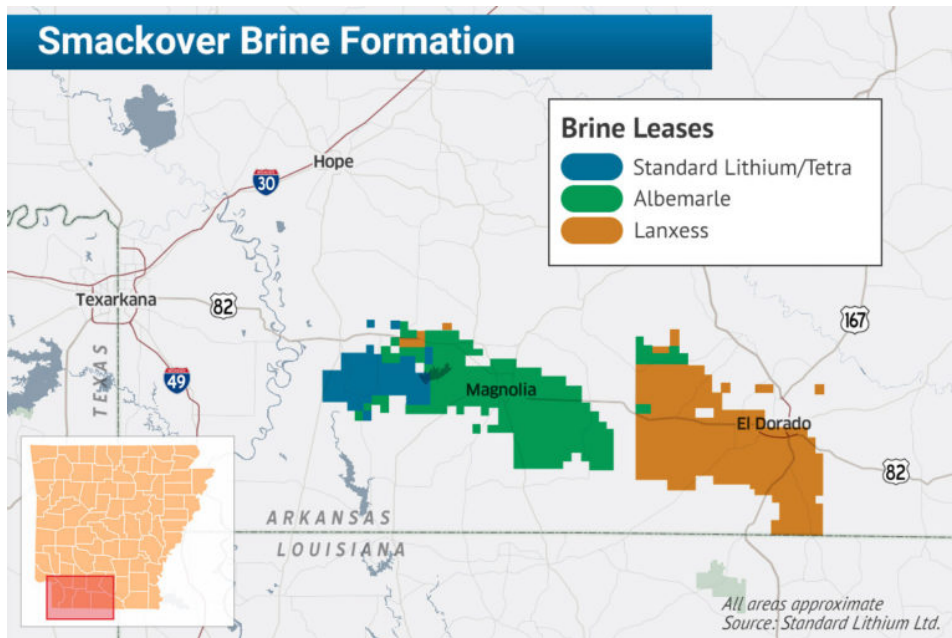 Smackover Brine Formation
Brine Leases
Standard Lithium/Tetra
Albemarle
Lanxess
Hope
30
Texarkana
82
167
TEXAS
49
Magnolia
El Dorado
82
ARKANSAS
LOUISIANA
All areas approximate
Source: Standard Lithium Ltd.